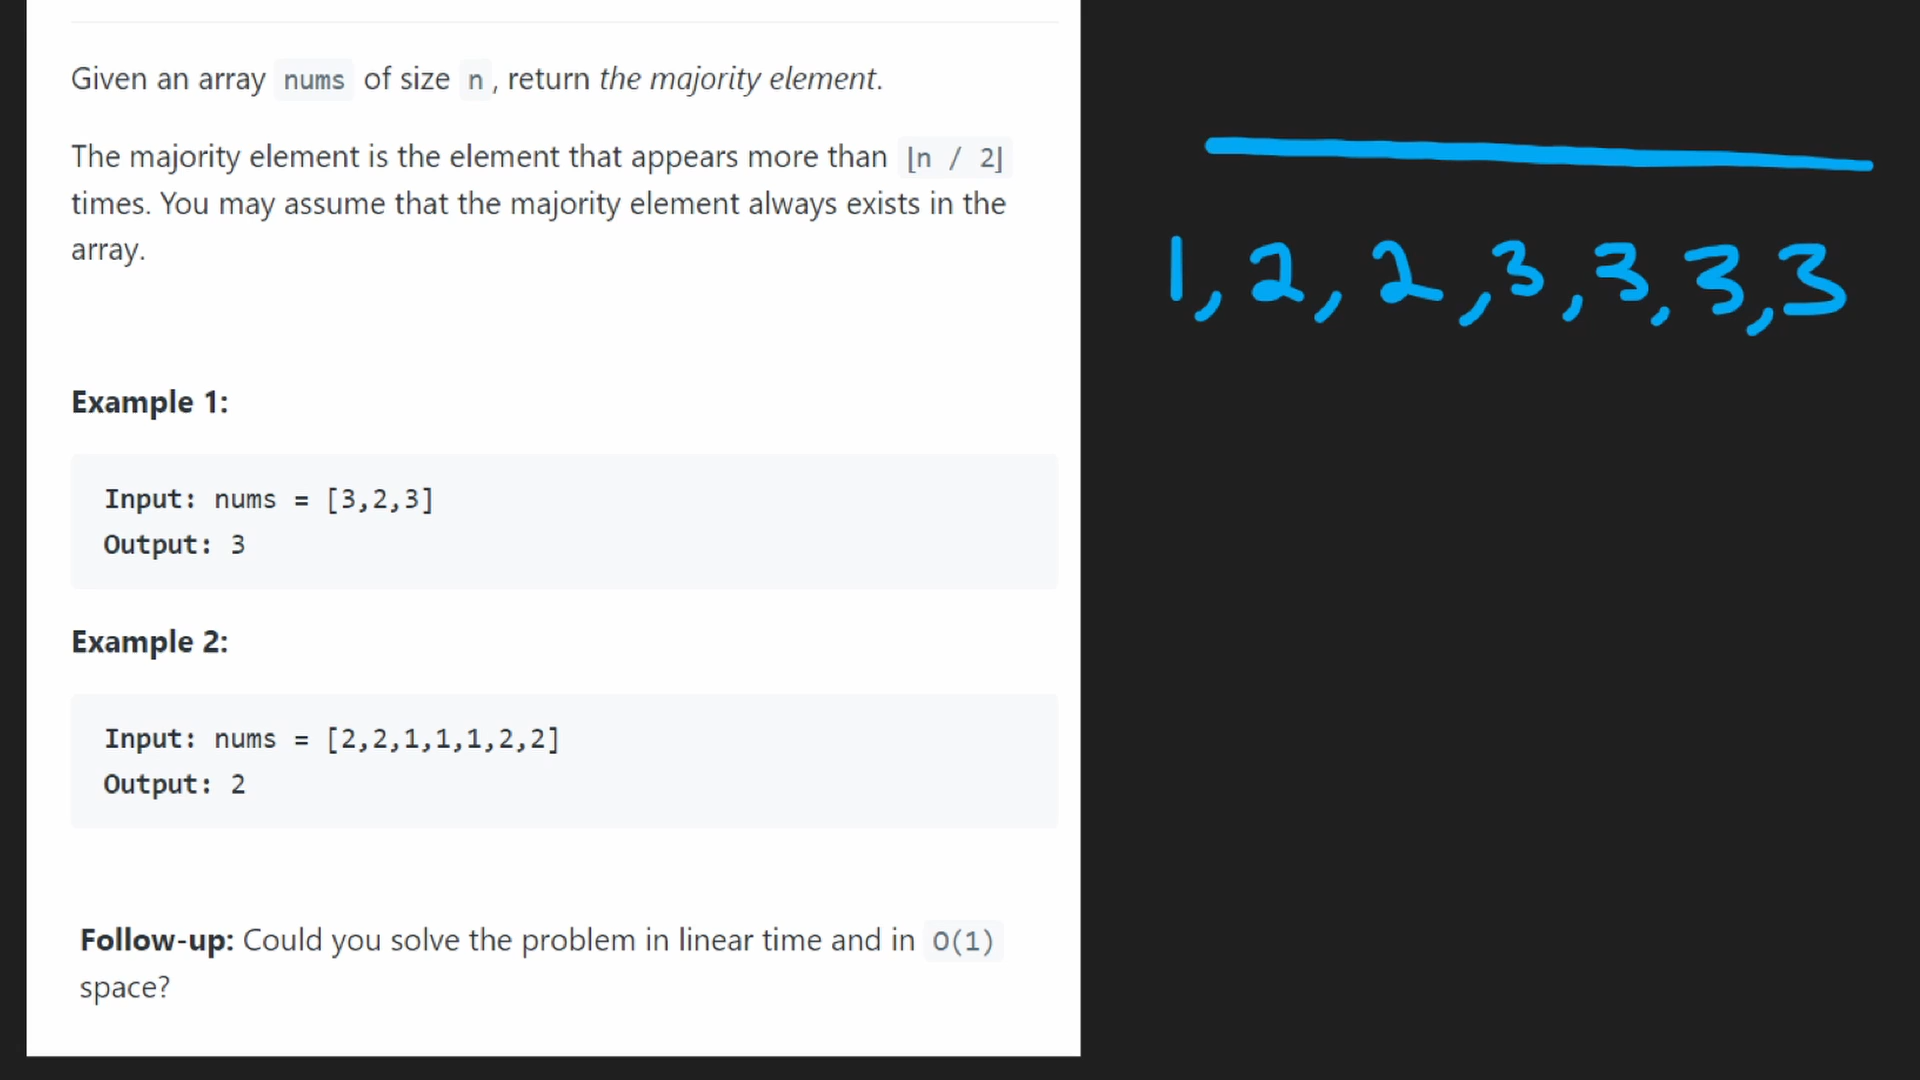 Given an array nums of size n, return the majority element.
The majority element is the element that appears more than ⌊n / 2⌋
times. You may assume that the majority element always exists in the
array.
Example 1:
Input: nums = [3,2,3]
Output: 3
Example 2:
Input: nums = [2,2,1,1,1,2,2]
Output: 2
Follow-up: Could you solve the problem in linear time and in O(1)
space?
1, 2, 2, 3, 3, 3, 3